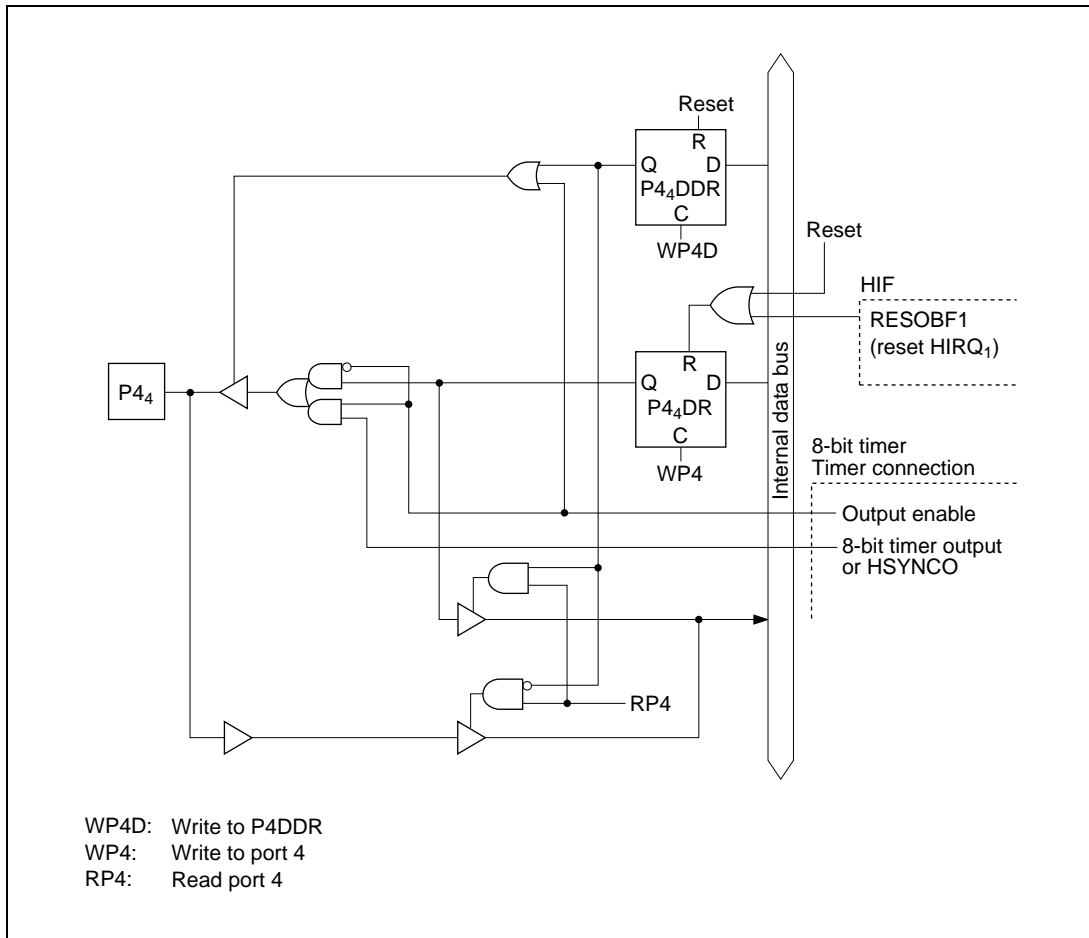 Reset
R
Q D
P4₄DDR
C
WP4D
Reset
HIF
RESOBF1
(reset HIRQ₁)
R
Q D
P4₄DR
C
WP4
P4₄
Internal data bus
8-bit timer
Timer connection
Output enable
8-bit timer output
or HSYNCO
RP4
WP4D: Write to P4DDR
WP4: Write to port 4
RP4: Read port 4